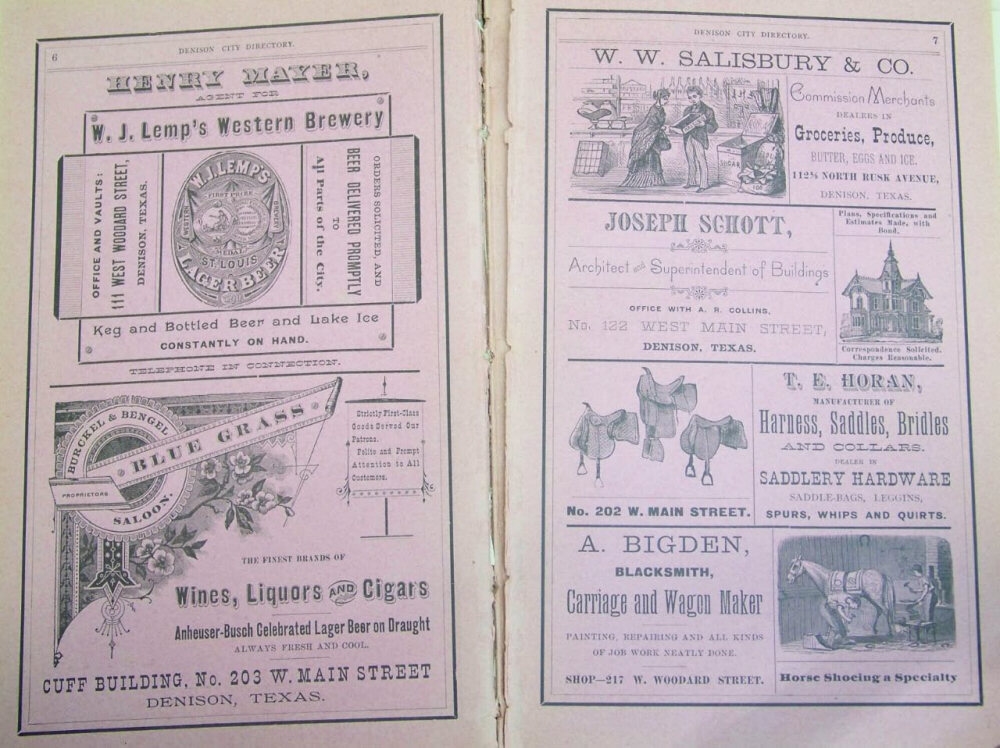 6
DENISON CITY DIRECTORY.
HENRY MAYER,
AGENT FOR
W. J. Lemp's Western Brewery
OFFICE AND VAULTS:
111 WEST WOODARD STREET,
DENISON, TEXAS.
W.J. LEMP'S
FIRST PRIZE
WESTERN
BREWERY
MEDAL
ST. LOUIS
LAGER BEER
ORDERS SOLICITED, AND
BEER DELIVERED PROMPTLY
TO
All Parts of the City.
Keg and Bottled Beer and Lake Ice
CONSTANTLY ON HAND.
TELEPHONE IN CONNECTION.
BURCKEL & BENGEL
PROPRIETORS
BLUE GRASS
SALOON.
Strictly First-Class
Goods Served Our
Patrons.
Polite and Prompt
Attention to All
Customers.
THE FINEST BRANDS OF
Wines, Liquors AND Cigars
Anheuser-Busch Celebrated Lager Beer on Draught
ALWAYS FRESH AND COOL.
CUFF BUILDING, No. 203 W. MAIN STREET
DENISON, TEXAS.
DENISON CITY DIRECTORY.
7
W. W. SALISBURY & CO.
SUGAR
Commission Merchants
DEALERS IN
Groceries, Produce,
BUTTER, EGGS AND ICE.
112½ NORTH RUSK AVENUE,
DENISON, TEXAS.
JOSEPH SCHOTT,
Architect and Superintendent of Buildings
OFFICE WITH A. R. COLLINS,
No. 122 WEST MAIN STREET,
DENISON, TEXAS.
Plans, Specifications and
Estimates Made, with
Bond.
Correspondence Solicited.
Charges Reasonable.
No. 202 W. MAIN STREET.
T. E. HORAN,
MANUFACTURER OF
Harness, Saddles, Bridles
AND COLLARS.
DEALER IN
SADDLERY HARDWARE
SADDLE-BAGS, LEGGINS,
SPURS, WHIPS AND QUIRTS.
A. BIGDEN,
BLACKSMITH,
Carriage and Wagon Maker
PAINTING, REPAIRING AND ALL KINDS
OF JOB WORK NEATLY DONE.
SHOP—217 W. WOODARD STREET.
Horse Shoeing a Specialty